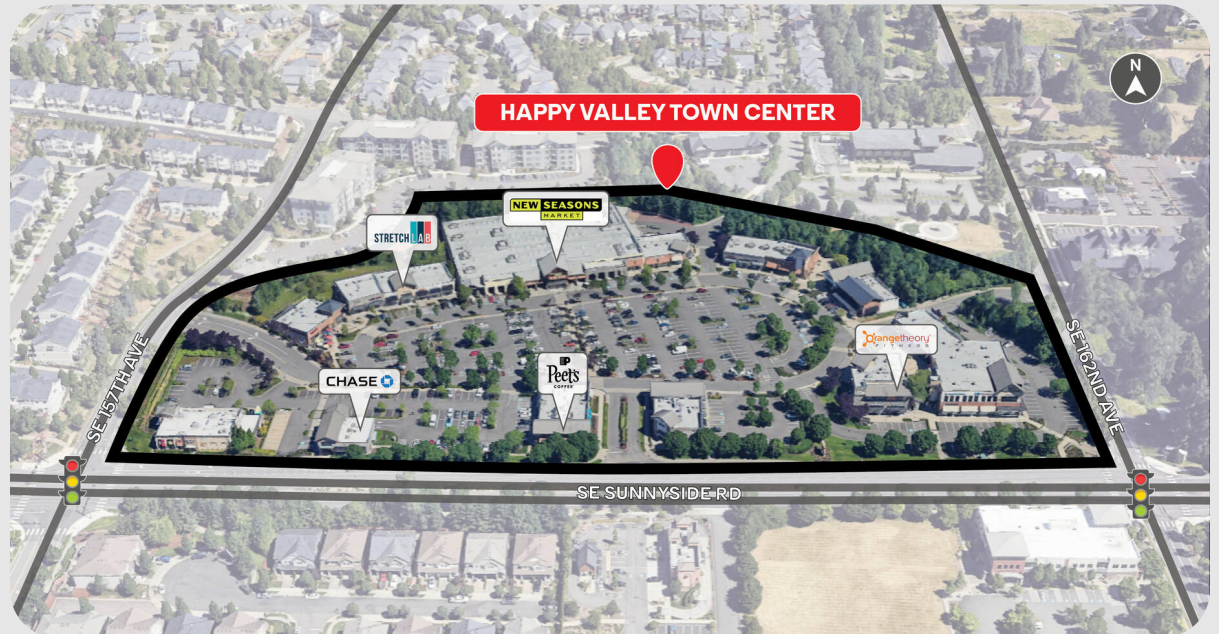 N
HAPPY VALLEY TOWN CENTER
NEW SEASONS
MARKET
STRETCH LAB
orangetheory
FITNESS
Peet's
COFFEE
CHASE
SE 157TH AVE
SE 162ND AVE
SE SUNNYSIDE RD